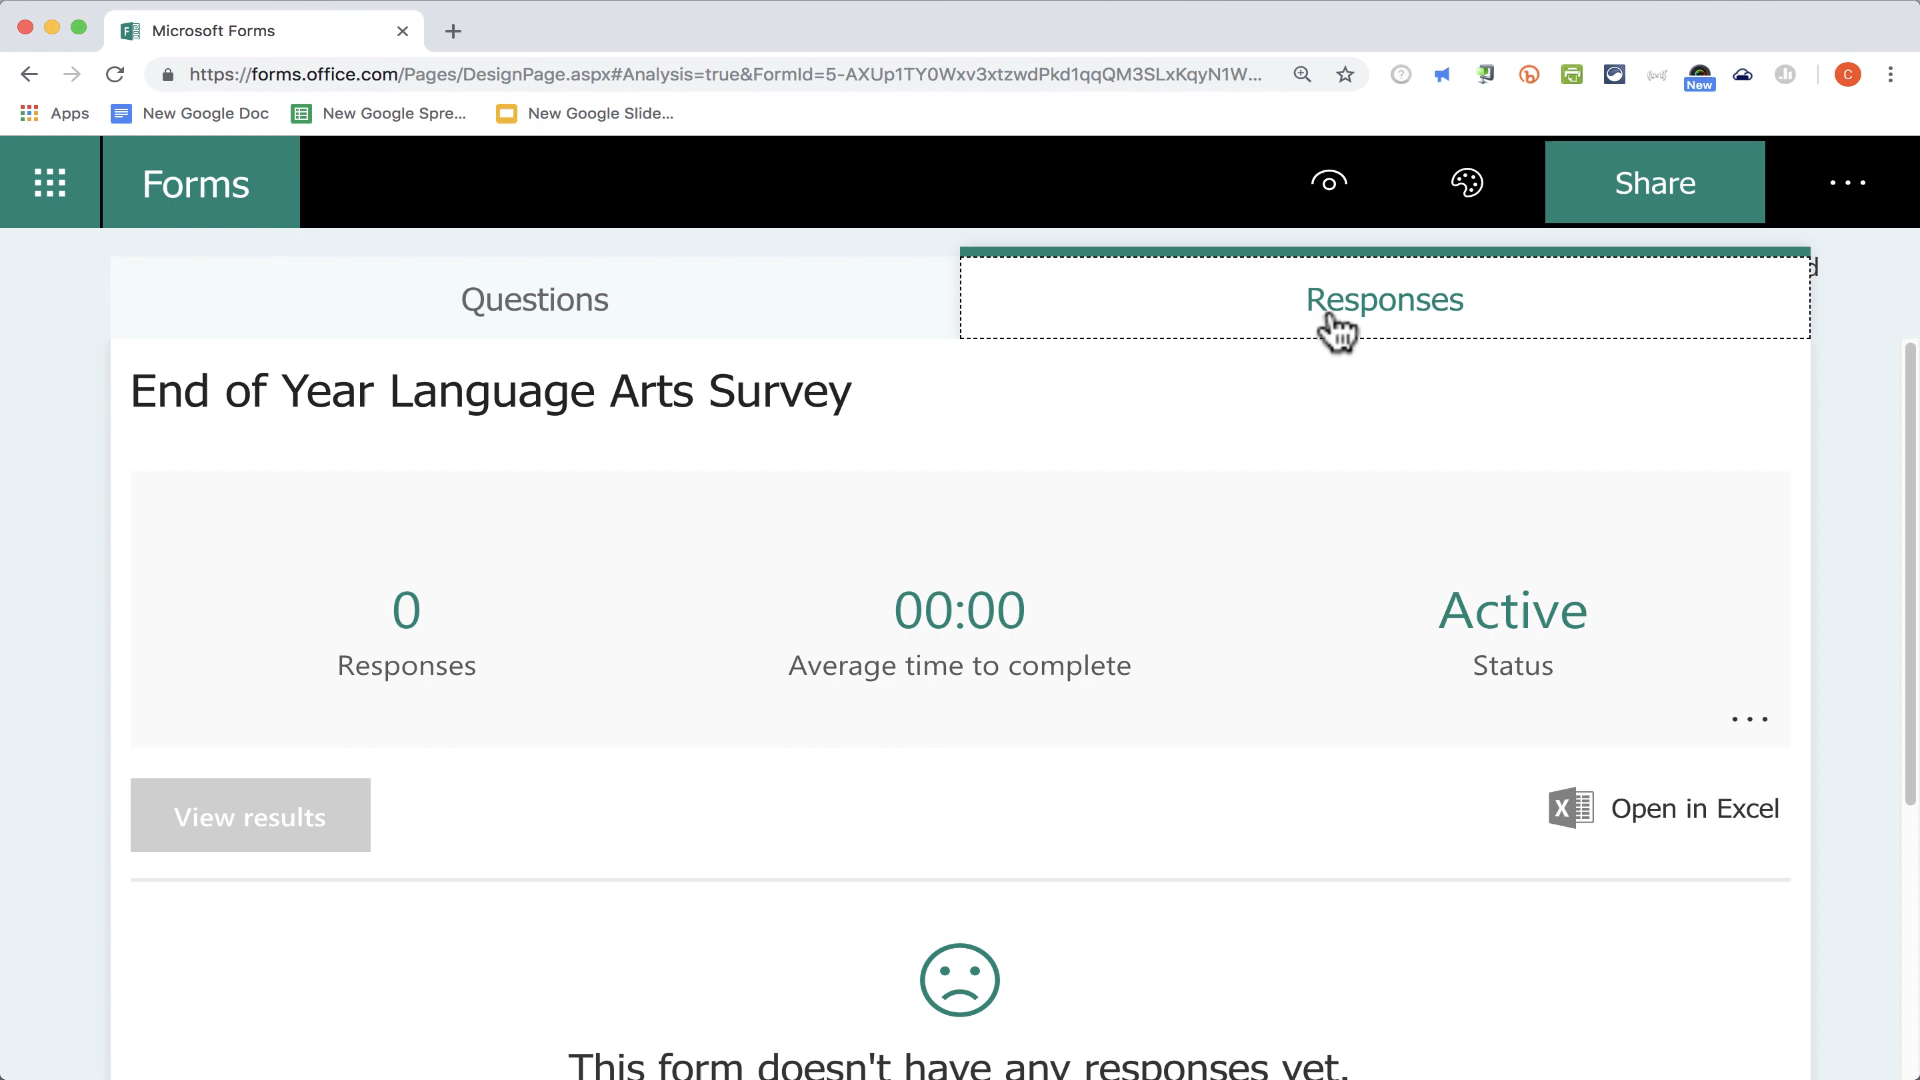 Microsoft Forms
https://forms.office.com/Pages/DesignPage.aspx#Analysis=true&FormId=5-AXUp1TY0Wxv3xtzwdPkd1qqQM3SLxKqyN1W...
New
C
Apps
New Google Doc
New Google Spre...
New Google Slide...
Forms
Share
Questions
Responses
End of Year Language Arts Survey
0
00:00
Active
Responses
Average time to complete
Status
View results
Open in Excel
This form doesn't have any responses yet.